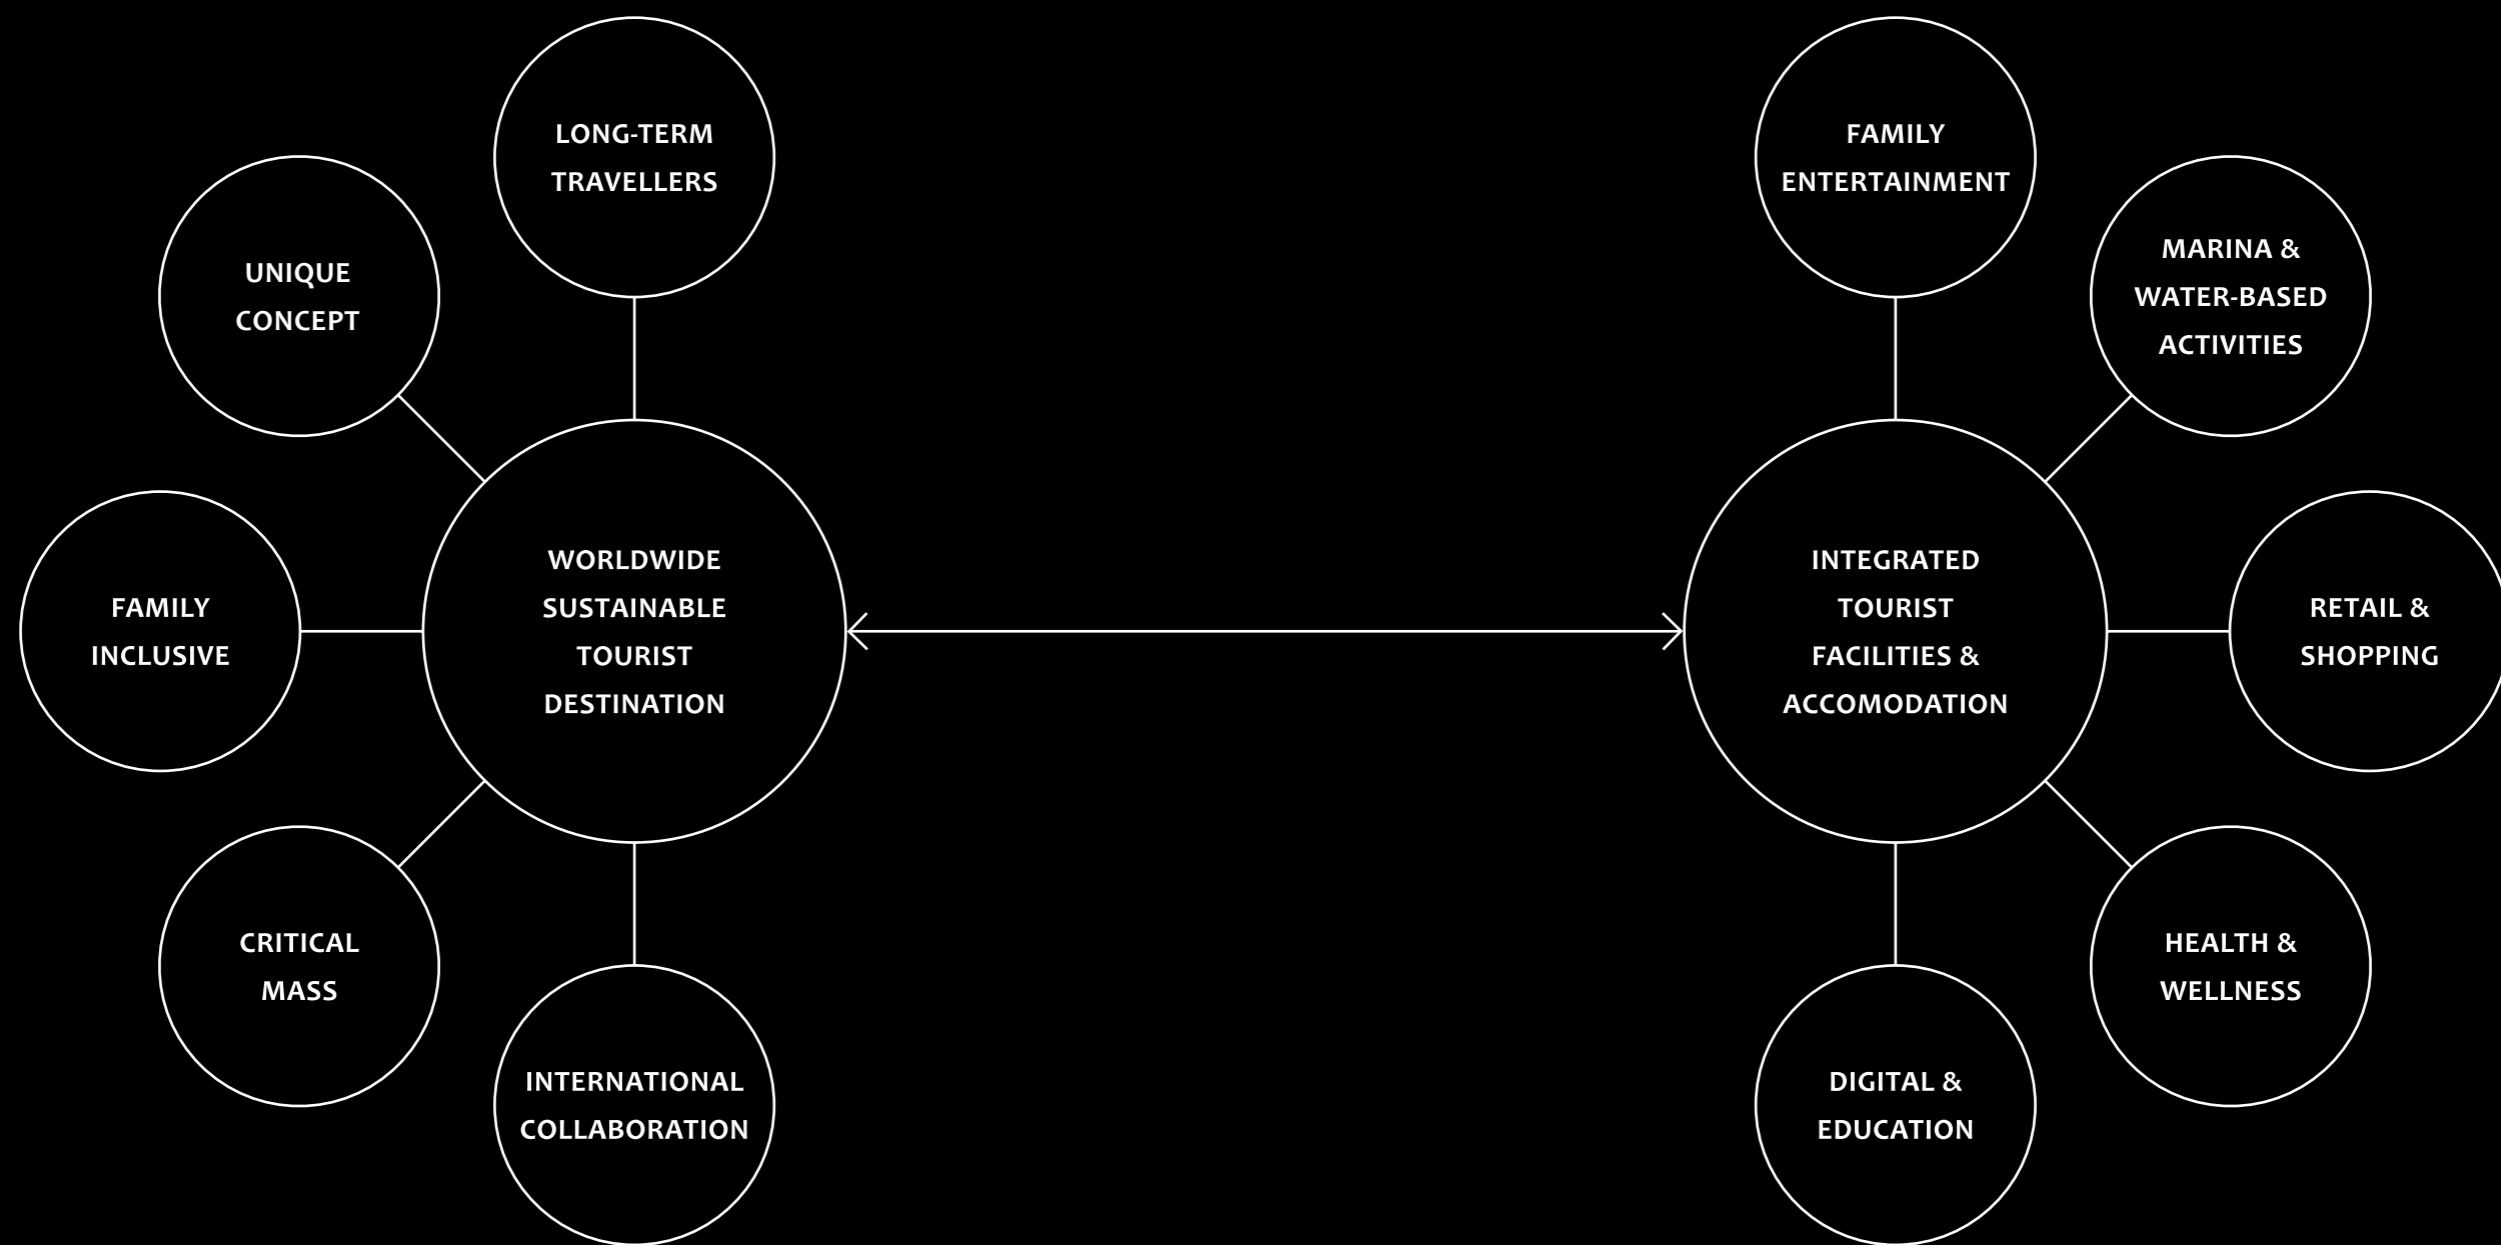 LONG-TERM
TRAVELLERS
UNIQUE
CONCEPT
FAMILY
INCLUSIVE
WORLDWIDE
SUSTAINABLE
TOURIST
DESTINATION
CRITICAL
MASS
INTERNATIONAL
COLLABORATION
FAMILY
ENTERTAINMENT
MARINA &
WATER-BASED
ACTIVITIES
INTEGRATED
TOURIST
FACILITIES &
ACCOMODATION
RETAIL &
SHOPPING
HEALTH &
WELLNESS
DIGITAL &
EDUCATION